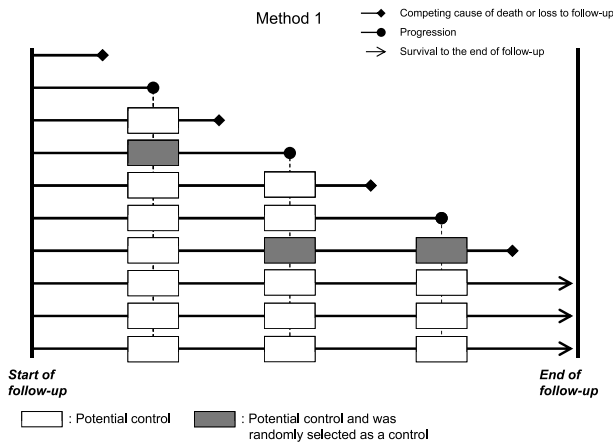 Method 1
Competing cause of death or loss to follow-up
Progression
Survival to the end of follow-up
Start of
follow-up
End of
follow-up
: Potential control
: Potential control and was
randomly selected as a control